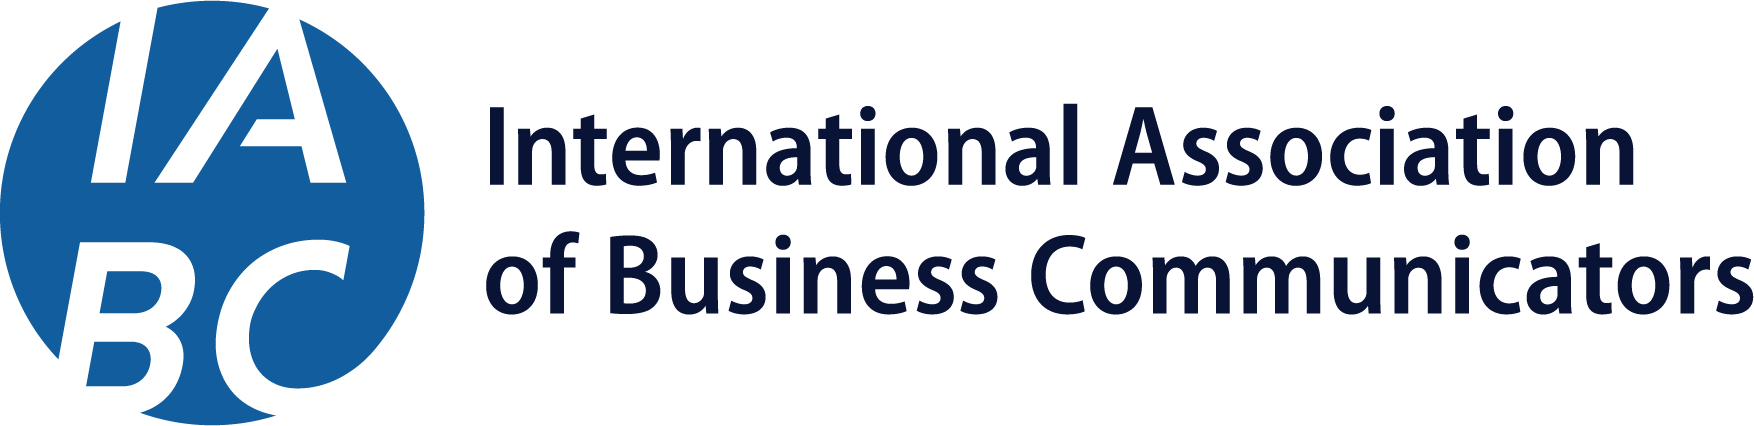 IA
BC
International Association
of Business Communicators